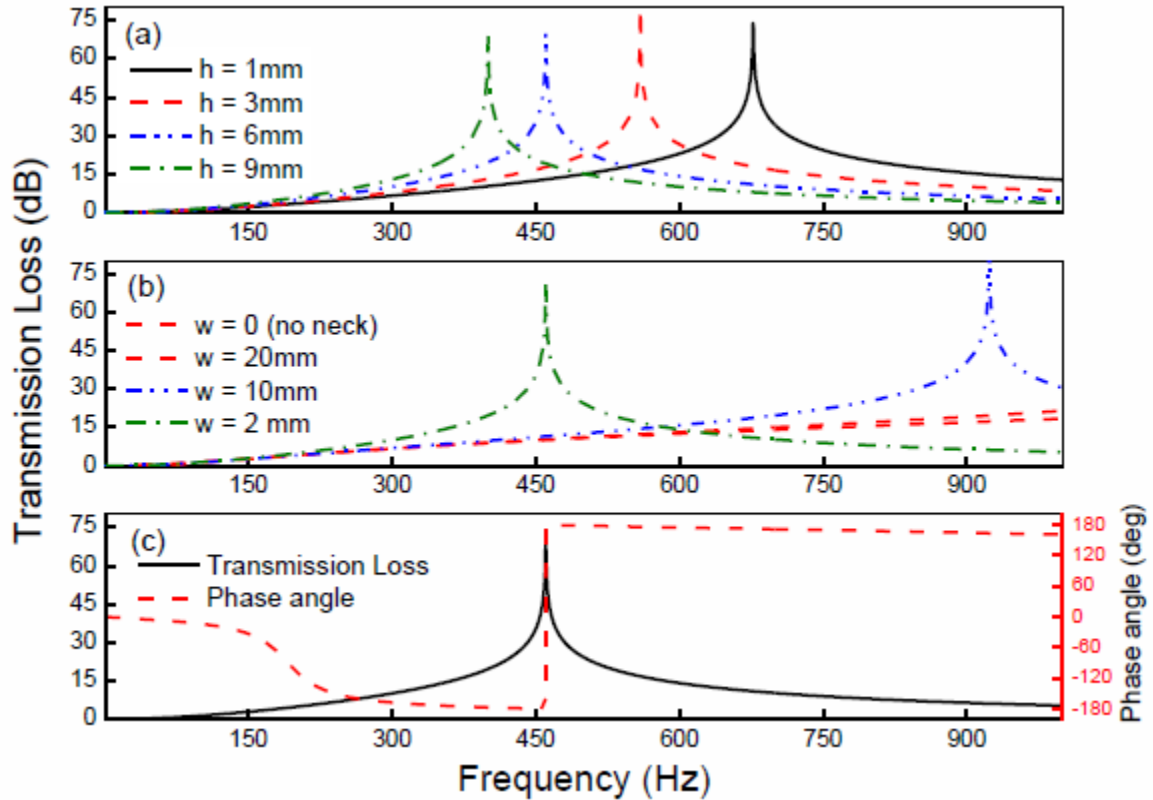 Transmission Loss (dB)
(a)
h = 1mm
h = 3mm
h = 6mm
h = 9mm
75
60
45
30
15
0
150 300 450 600 750 900
(b)
w = 0 (no neck)
w = 20mm
w = 10mm
w = 2 mm
75
60
45
30
15
0
150 300 450 600 750 900
(c)
Transmission Loss
Phase angle
75
60
45
30
15
0
180
120
60
0
-60
-120
-180
Phase angle (deg)
150 300 450 600 750 900
Frequency (Hz)